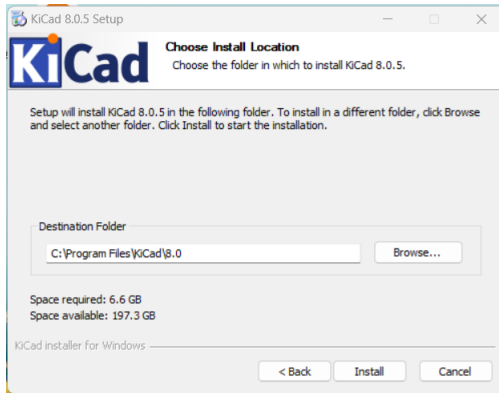 KiCad 8.0.5 Setup
KiCad
Choose Install Location
Choose the folder in which to install KiCad 8.0.5.
Setup will install KiCad 8.0.5 in the following folder. To install in a different folder, click Browse
and select another folder. Click Install to start the installation.
Destination Folder
C:\Program Files\KiCad\8.0
Browse...
Space required: 6.6 GB
Space available: 197.3 GB
KiCad installer for Windows
< Back Install Cancel